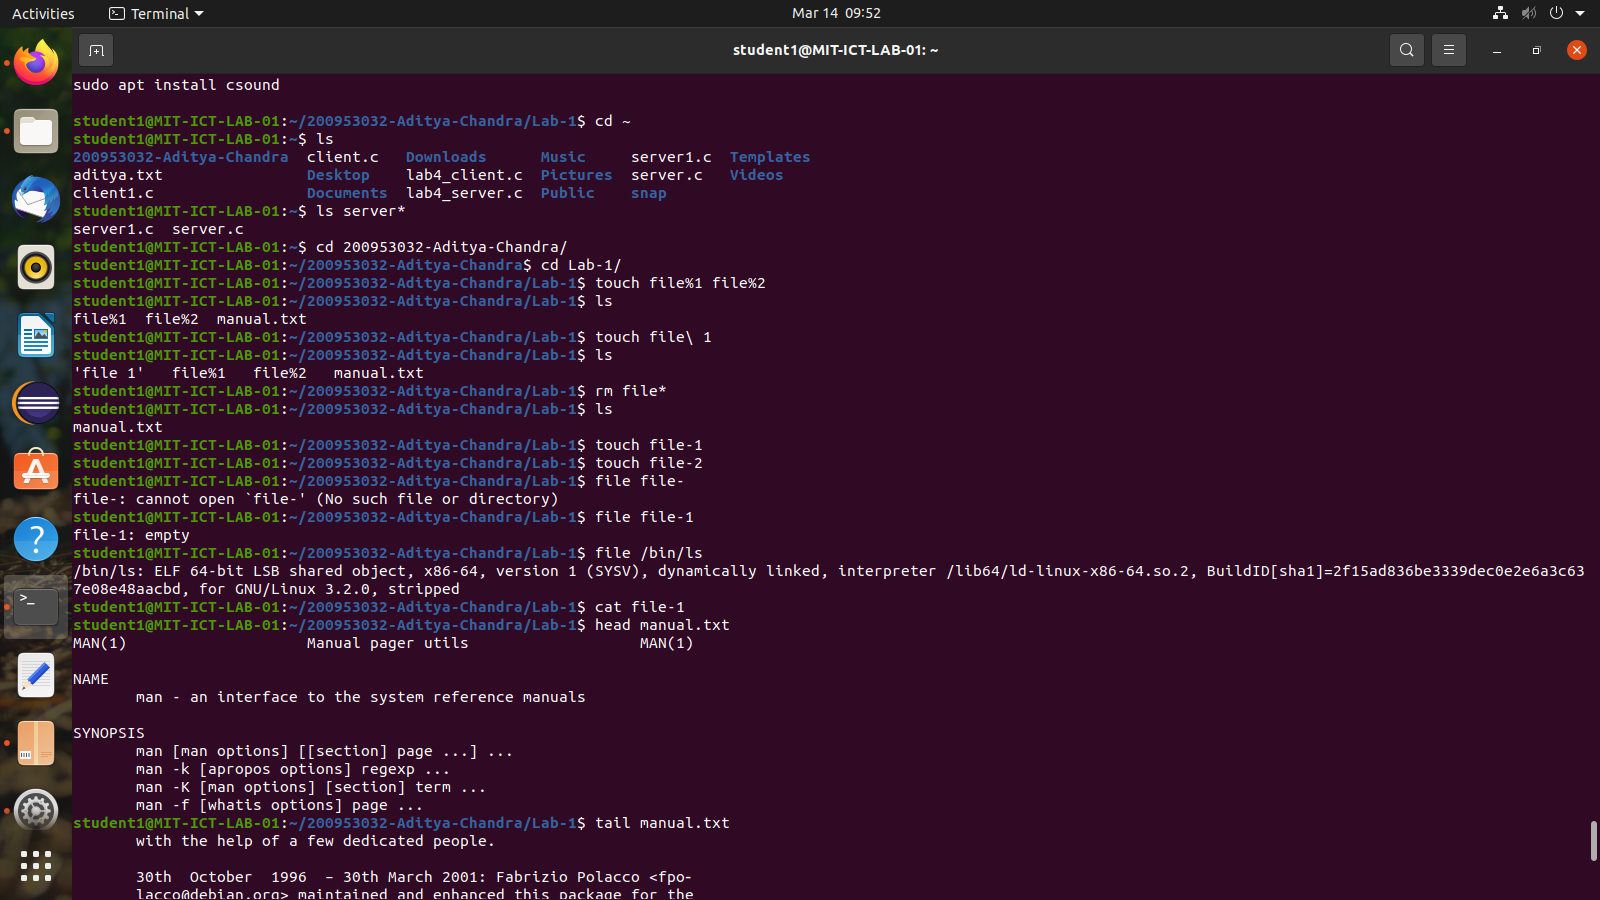 Activities Terminal Mar 14 09:52
student1@MIT-ICT-LAB-01: ~
sudo apt install csound
student1@MIT-ICT-LAB-01:~/200953032-Aditya-Chandra/Lab-1$ cd ~
student1@MIT-ICT-LAB-01:~$ ls
200953032-Aditya-Chandra  client.c   Downloads      Music     server1.c  Templates
aditya.txt                Desktop    lab4_client.c  Pictures  server.c   Videos
client1.c                 Documents  lab4_server.c  Public    snap
student1@MIT-ICT-LAB-01:~$ ls server*
server1.c  server.c
student1@MIT-ICT-LAB-01:~$ cd 200953032-Aditya-Chandra/
student1@MIT-ICT-LAB-01:~/200953032-Aditya-Chandra$ cd Lab-1/
student1@MIT-ICT-LAB-01:~/200953032-Aditya-Chandra/Lab-1$ touch file%1 file%2
student1@MIT-ICT-LAB-01:~/200953032-Aditya-Chandra/Lab-1$ ls
file%1  file%2  manual.txt
student1@MIT-ICT-LAB-01:~/200953032-Aditya-Chandra/Lab-1$ touch file\ 1
student1@MIT-ICT-LAB-01:~/200953032-Aditya-Chandra/Lab-1$ ls
'file 1'   file%1   file%2   manual.txt
student1@MIT-ICT-LAB-01:~/200953032-Aditya-Chandra/Lab-1$ rm file*
student1@MIT-ICT-LAB-01:~/200953032-Aditya-Chandra/Lab-1$ ls
manual.txt
student1@MIT-ICT-LAB-01:~/200953032-Aditya-Chandra/Lab-1$ touch file-1
student1@MIT-ICT-LAB-01:~/200953032-Aditya-Chandra/Lab-1$ touch file-2
student1@MIT-ICT-LAB-01:~/200953032-Aditya-Chandra/Lab-1$ file file-
file-: cannot open `file-' (No such file or directory)
student1@MIT-ICT-LAB-01:~/200953032-Aditya-Chandra/Lab-1$ file file-1
file-1: empty
student1@MIT-ICT-LAB-01:~/200953032-Aditya-Chandra/Lab-1$ file /bin/ls
/bin/ls: ELF 64-bit LSB shared object, x86-64, version 1 (SYSV), dynamically linked, interpreter /lib64/ld-linux-x86-64.so.2, BuildID[sha1]=2f15ad836be3339dec0e2e6a3c63
7e08e48aacbd, for GNU/Linux 3.2.0, stripped
student1@MIT-ICT-LAB-01:~/200953032-Aditya-Chandra/Lab-1$ cat file-1
student1@MIT-ICT-LAB-01:~/200953032-Aditya-Chandra/Lab-1$ head manual.txt
MAN(1)                    Manual pager utils                   MAN(1)
NAME
man - an interface to the system reference manuals
SYNOPSIS
man [man options] [[section] page ...] ...
man -k [apropos options] regexp ...
man -K [man options] [section] term ...
man -f [whatis options] page ...
student1@MIT-ICT-LAB-01:~/200953032-Aditya-Chandra/Lab-1$ tail manual.txt
with the help of a few dedicated people.
30th  October  1996  – 30th March 2001: Fabrizio Polacco <fpo‐
lacco@debian.org> maintained and enhanced this package for the